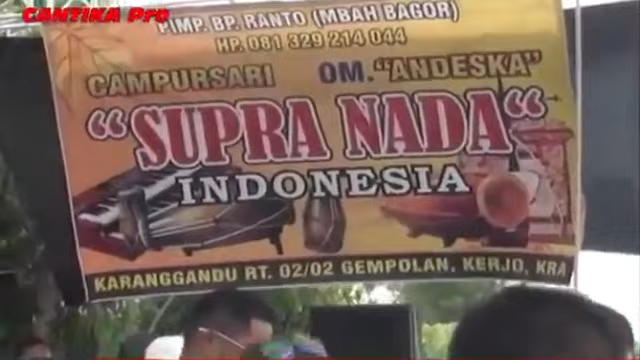 CANTIKA Pro
PIMP. BP. RANTO (MBAH BAGOR)
HP. 081 329 214 044
CAMPURSARI OM. "ANDESKA"
"SUPRA NADA"
INDONESIA
KARANGGANDU RT. 02/02 GEMPOLAN, KERJO, KRA